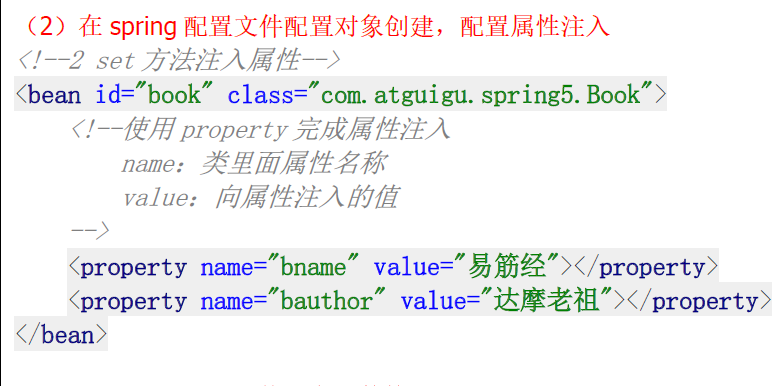 （2）在 spring 配置文件配置对象创建，配置属性注入
<!--2 set 方法注入属性-->
<bean id="book" class="com.atguigu.spring5.Book">
<!--使用 property 完成属性注入
name：类里面属性名称
value：向属性注入的值
-->
<property name="bname" value="易筋经"></property>
<property name="bauthor" value="达摩老祖"></property>
</bean>